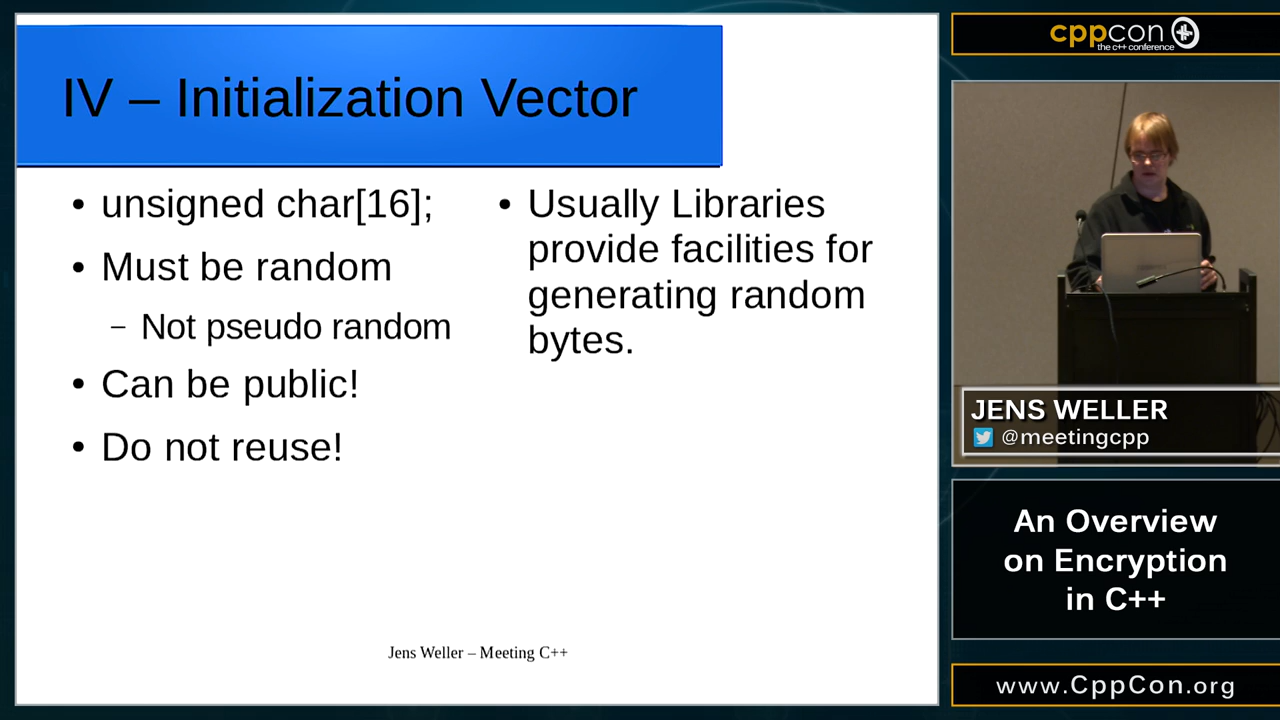 IV – Initialization Vector
• unsigned char[16];
• Must be random
– Not pseudo random
• Can be public!
• Do not reuse!
• Usually Libraries
provide facilities for
generating random
bytes.
Jens Weller – Meeting C++
cppcon
the c++ conference
JENS WELLER
@meetingcpp
An Overview
on Encryption
in C++
www.CppCon.org